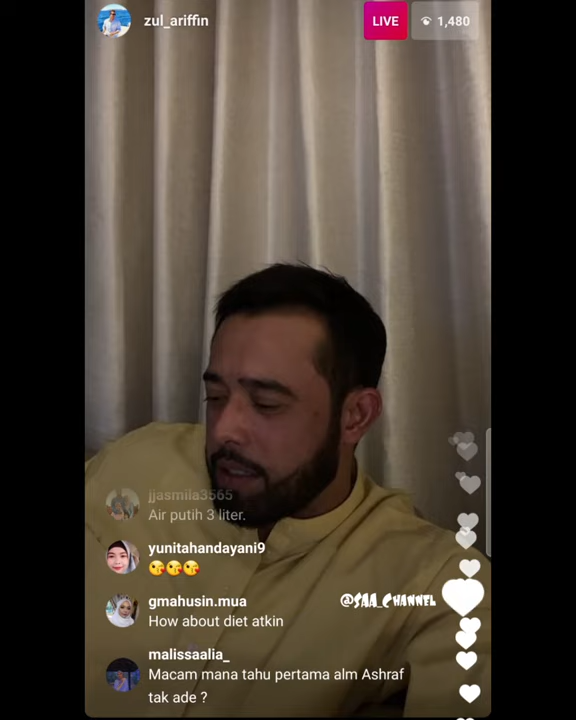 zul_ariffin
LIVE
1,480
jjasmila3565
Air putih 3 liter.
yunitahandayani9
😘😘😘
gmahusin.mua
@SAA_CHANNEL
How about diet atkin
malissaalia_
Macam mana tahu pertama alm Ashraf
tak ade ?